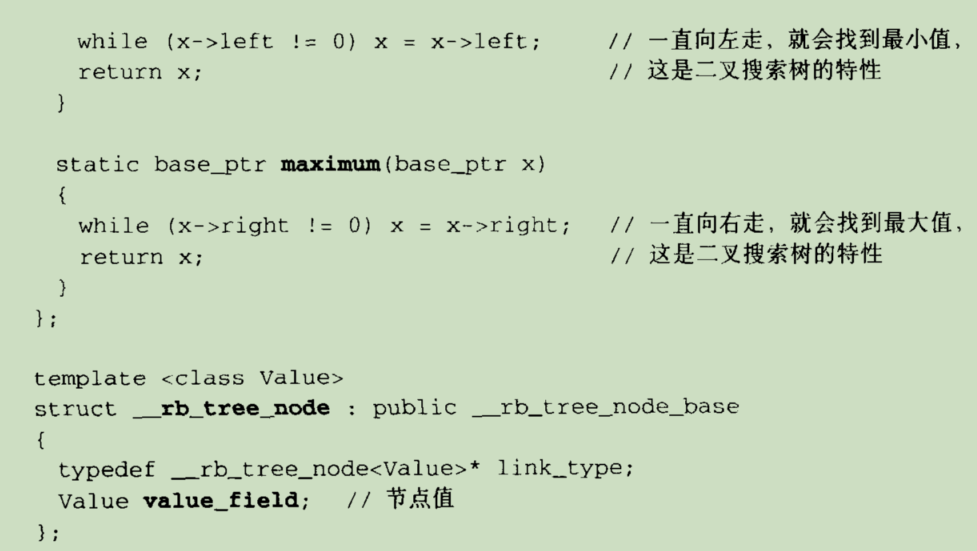 while (x->left != 0) x = x->left;      // 一直向左走，就会找到最小值，
return x;                              // 这是二叉搜索树的特性
}
static base_ptr maximum(base_ptr x)
{
while (x->right != 0) x = x->right;   // 一直向右走，就会找到最大值，
return x;                              // 这是二叉搜索树的特性
}
};
template <class Value>
struct __rb_tree_node : public __rb_tree_node_base
{
typedef __rb_tree_node<Value>* link_type;
Value value_field;   // 节点值
};